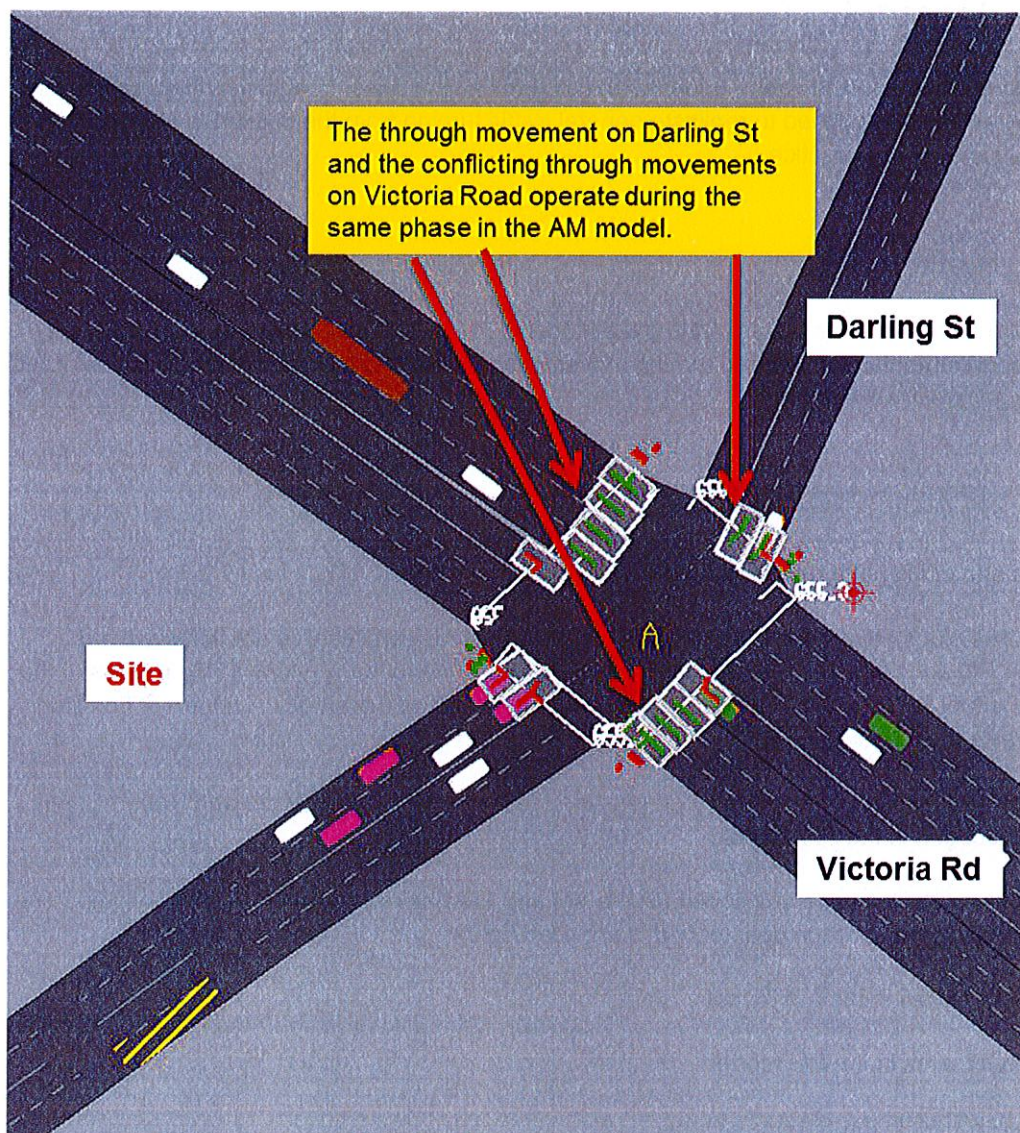 The through movement on Darling St
and the conflicting through movements
on Victoria Road operate during the
same phase in the AM model.
Darling St
A
Site
Victoria Rd